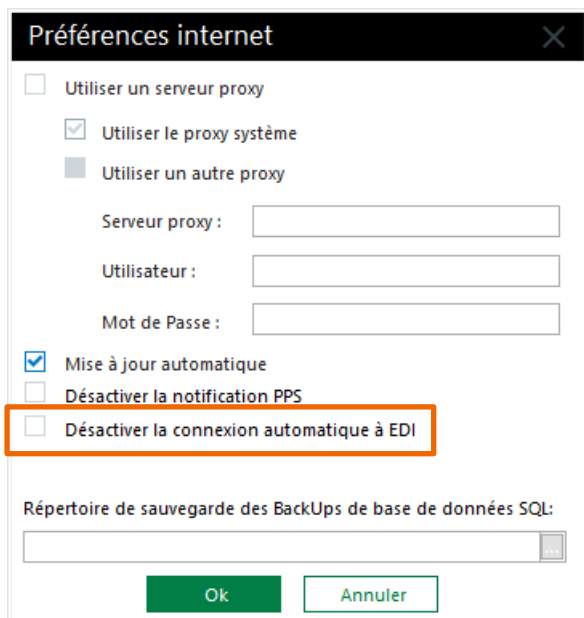 Préférences internet
Utiliser un serveur proxy
Utiliser le proxy système
Utiliser un autre proxy
Serveur proxy :
Utilisateur :
Mot de Passe :
Mise à jour automatique
Désactiver la notification PPS
Désactiver la connexion automatique à EDI
Répertoire de sauvegarde des BackUps de base de données SQL:
...
Ok Annuler